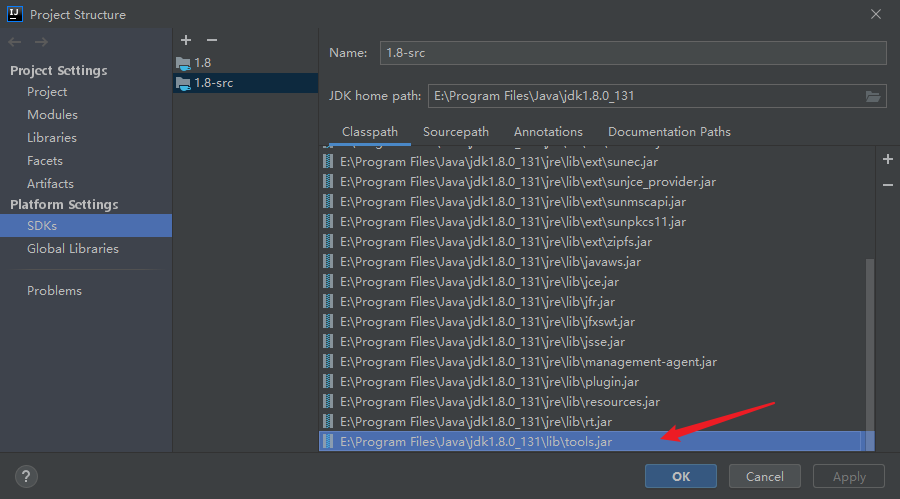 Project Structure
Project Settings
Project
Modules
Libraries
Facets
Artifacts
Platform Settings
SDKs
Global Libraries
Problems
1.8
1.8-src
Name: 1.8-src
JDK home path: E:\Program Files\Java\jdk1.8.0_131
Classpath Sourcepath Annotations Documentation Paths
E:\Program Files\Java\jdk1.8.0_131\jre\lib\ext\sunec.jar
E:\Program Files\Java\jdk1.8.0_131\jre\lib\ext\sunjce_provider.jar
E:\Program Files\Java\jdk1.8.0_131\jre\lib\ext\sunmscapi.jar
E:\Program Files\Java\jdk1.8.0_131\jre\lib\ext\sunpkcs11.jar
E:\Program Files\Java\jdk1.8.0_131\jre\lib\ext\zipfs.jar
E:\Program Files\Java\jdk1.8.0_131\jre\lib\javaws.jar
E:\Program Files\Java\jdk1.8.0_131\jre\lib\jce.jar
E:\Program Files\Java\jdk1.8.0_131\jre\lib\jfr.jar
E:\Program Files\Java\jdk1.8.0_131\jre\lib\jfxswt.jar
E:\Program Files\Java\jdk1.8.0_131\jre\lib\jsse.jar
E:\Program Files\Java\jdk1.8.0_131\jre\lib\management-agent.jar
E:\Program Files\Java\jdk1.8.0_131\jre\lib\plugin.jar
E:\Program Files\Java\jdk1.8.0_131\jre\lib\resources.jar
E:\Program Files\Java\jdk1.8.0_131\jre\lib\rt.jar
E:\Program Files\Java\jdk1.8.0_131\lib\tools.jar
? OK Cancel Apply